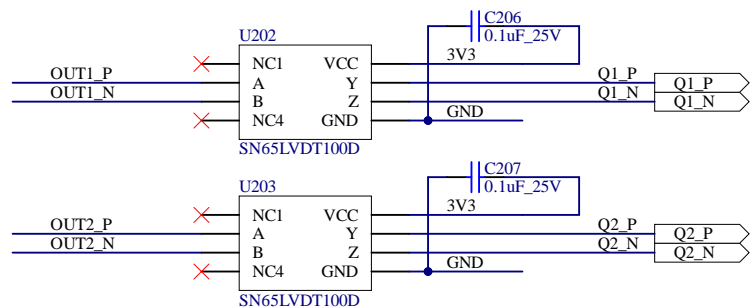 C206
0.1uF_25V
U202
3V3
NC1 VCC
OUT1_P A Y Q1_P Q1_P
OUT1_N B Z Q1_N Q1_N
NC4 GND GND
SN65LVDT100D
C207
0.1uF_25V
U203
3V3
NC1 VCC
OUT2_P A Y Q2_P Q2_P
OUT2_N B Z Q2_N Q2_N
NC4 GND GND
SN65LVDT100D